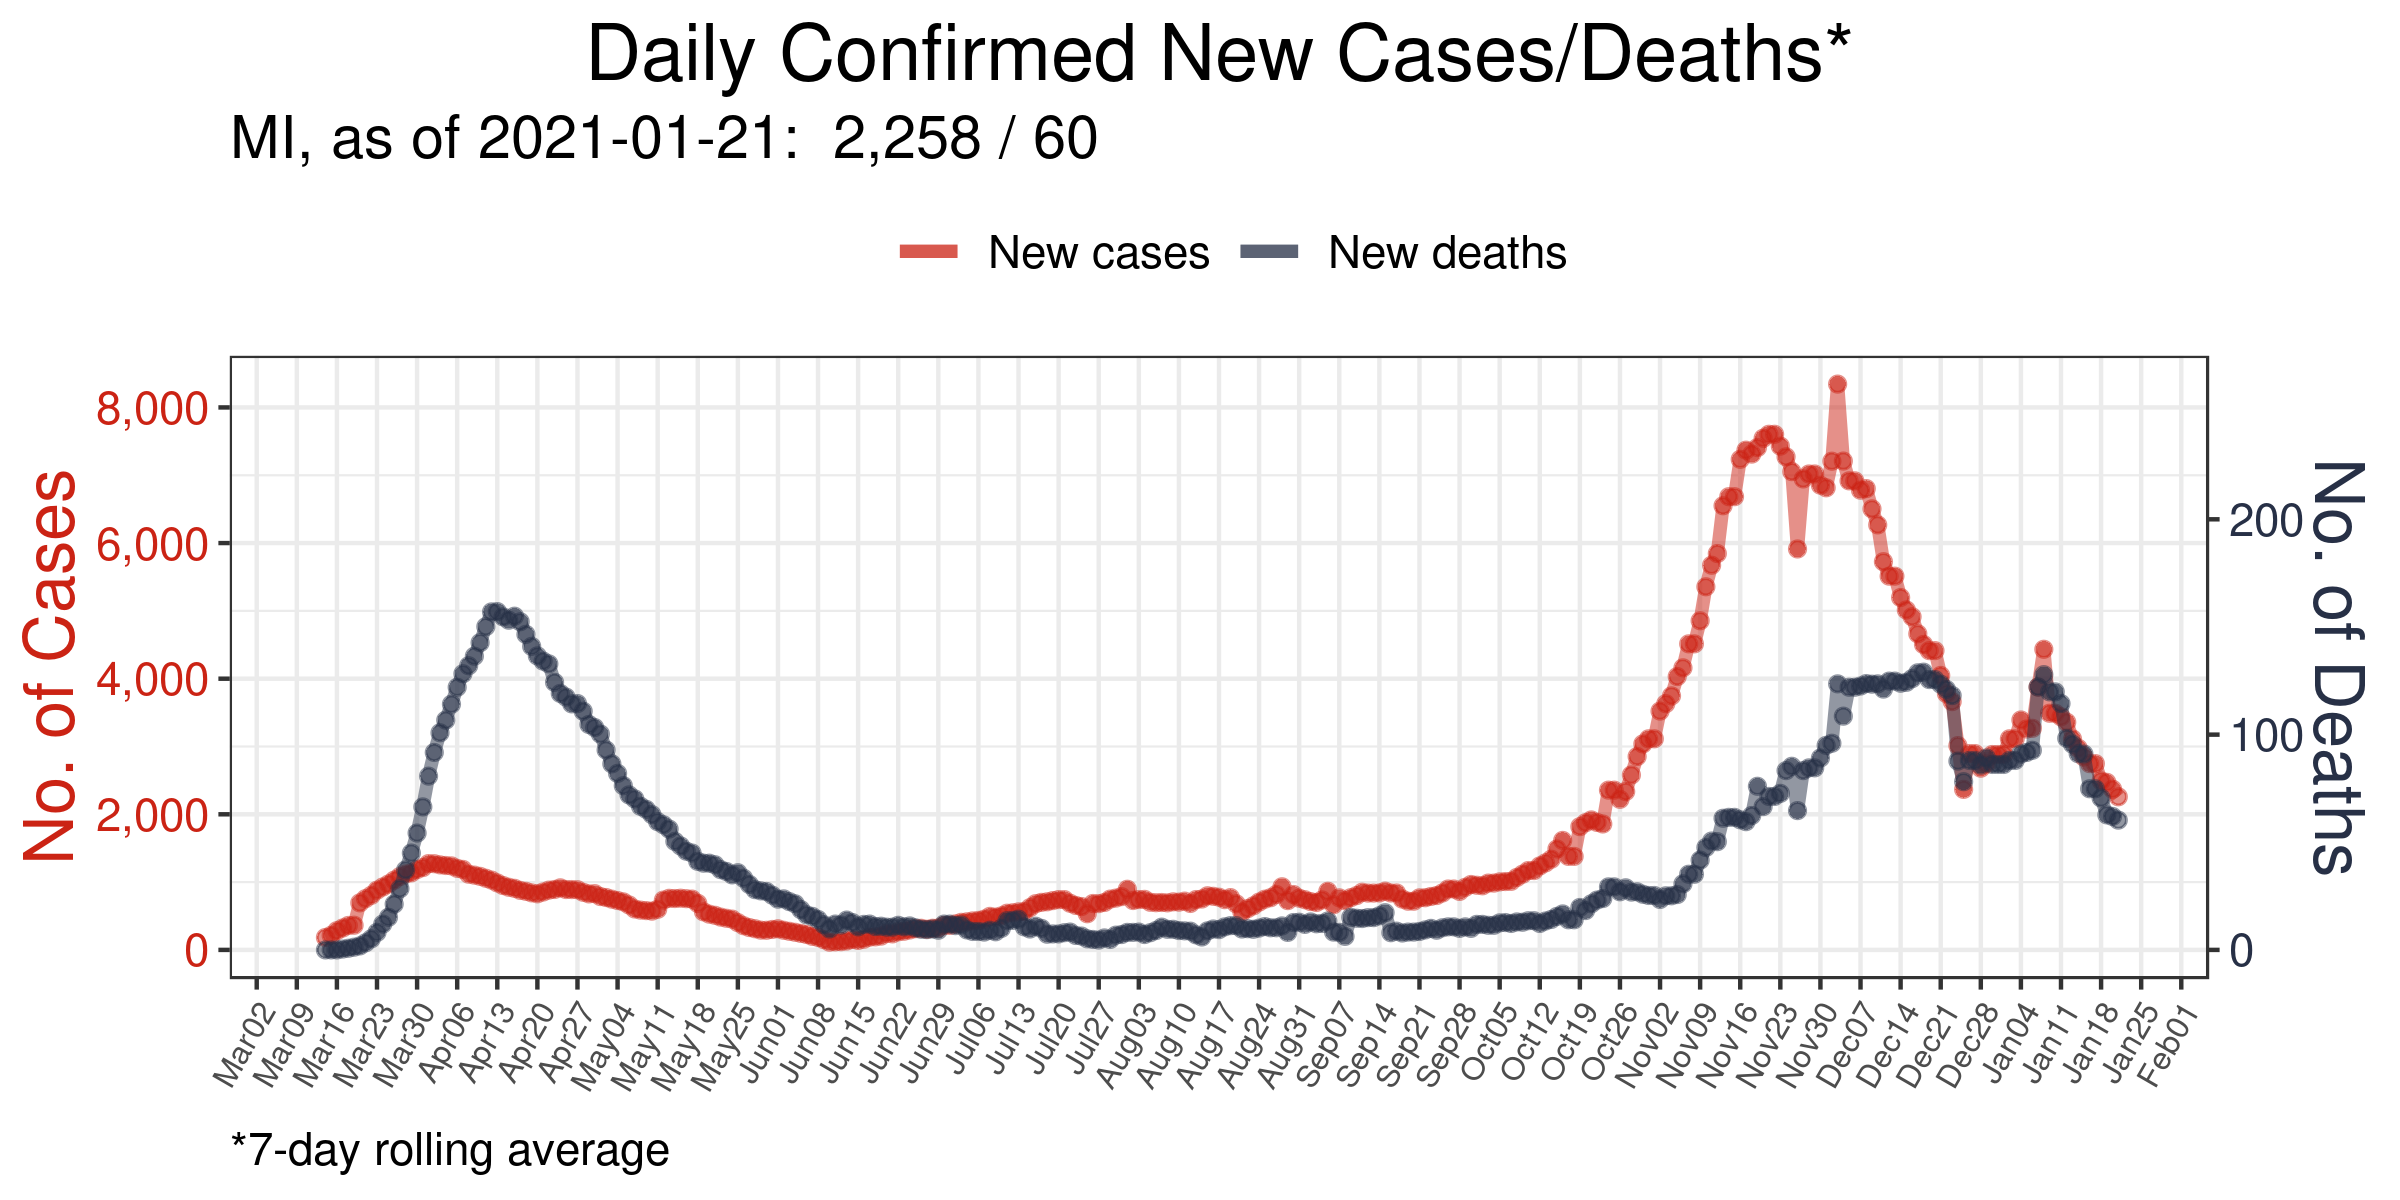 Daily Confirmed New Cases/Deaths*
MI, as of 2021-01-21:  2,258 / 60
New cases New deaths
No. of Cases
8,000
6,000
4,000
2,000
0
No. of Deaths
200
100
0
Mar02 Mar09 Mar16 Mar23 Mar30 Apr06 Apr13 Apr20 Apr27 May04 May11 May18 May25 Jun01 Jun08 Jun15 Jun22 Jun29 Jul06 Jul13 Jul20 Jul27 Aug03 Aug10 Aug17 Aug24 Aug31 Sep07 Sep14 Sep21 Sep28 Oct05 Oct12 Oct19 Oct26 Nov02 Nov09 Nov16 Nov23 Nov30 Dec07 Dec14 Dec21 Dec28 Jan04 Jan11 Jan18 Jan25 Feb01
*7-day rolling average